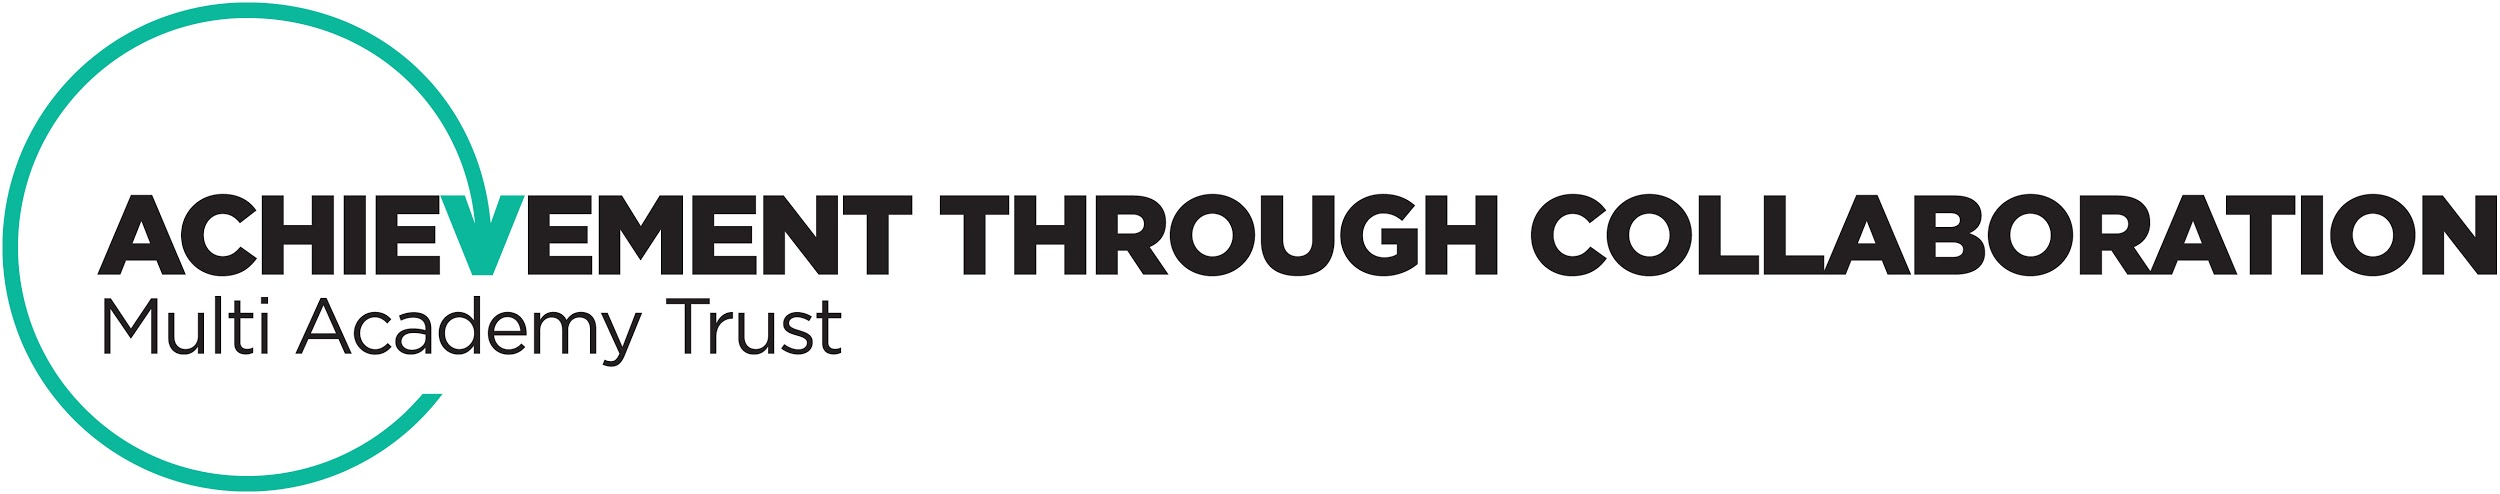 ACHIEVEMENT THROUGH COLLABORATION
Multi Academy Trust